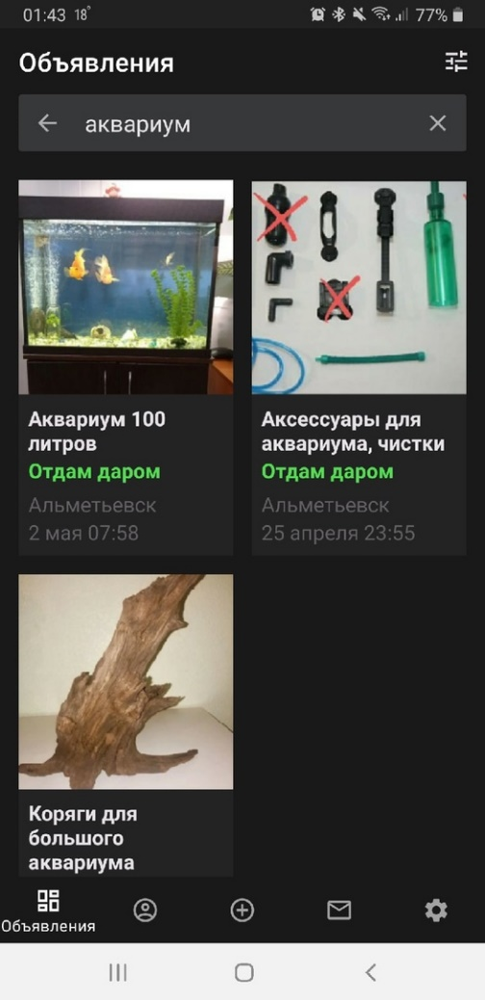 01:43 18° 77%
Объявления
аквариум
Аквариум 100
литров
Отдам даром
Альметьевск
2 мая 07:58
Аксессуары для
аквариума, чистки
Отдам даром
Альметьевск
25 апреля 23:55
Коряги для
большого
аквариума
Объявления